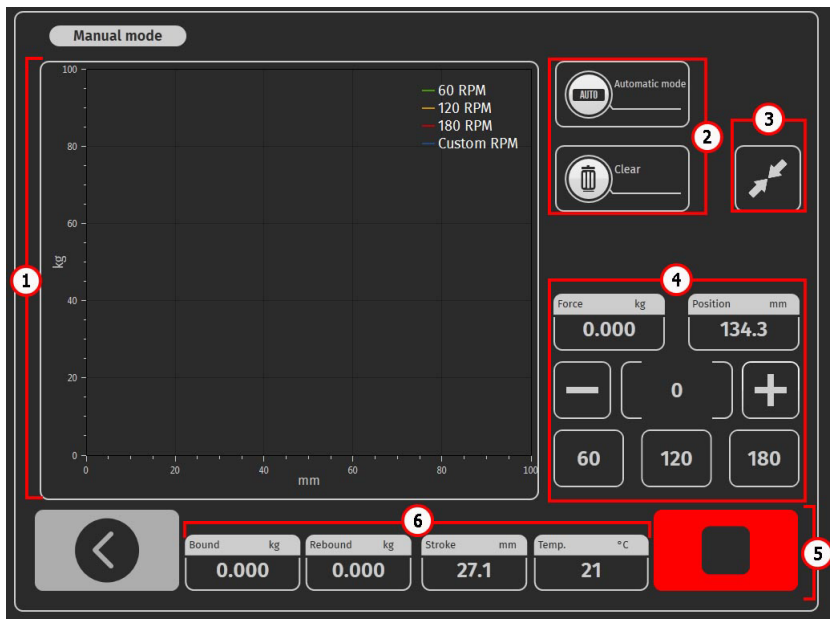 Manual mode
100
80
60
40
20
0
kg
0 20 40 60 80 100
mm
60 RPM
120 RPM
180 RPM
Custom RPM
1
AUTO Automatic mode
Clear
2
3
4
Force kg Position mm
0.000 134.3
0
60 120 180
6
Bound kg Rebound kg Stroke mm Temp. °C
0.000 0.000 27.1 21
5